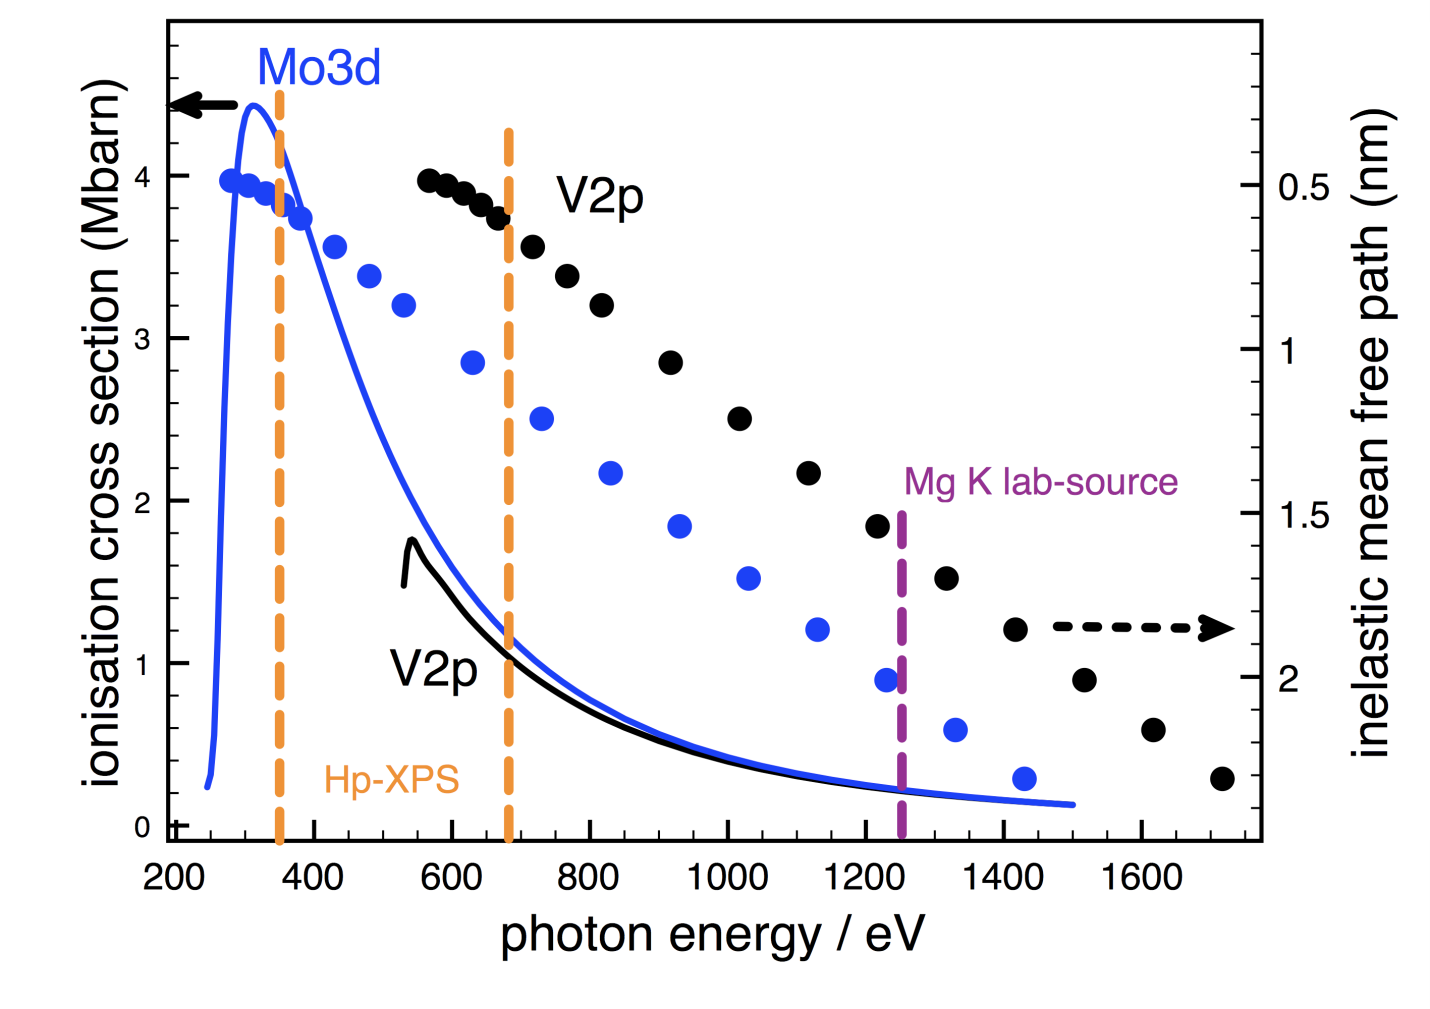 Mo3d
V2p
V2p
Mg K lab-source
Hp-XPS
ionisation cross section (Mbarn)
4
3
2
1
0
inelastic mean free path (nm)
0.5
1
1.5
2
200 400 600 800 1000 1200 1400 1600
photon energy / eV